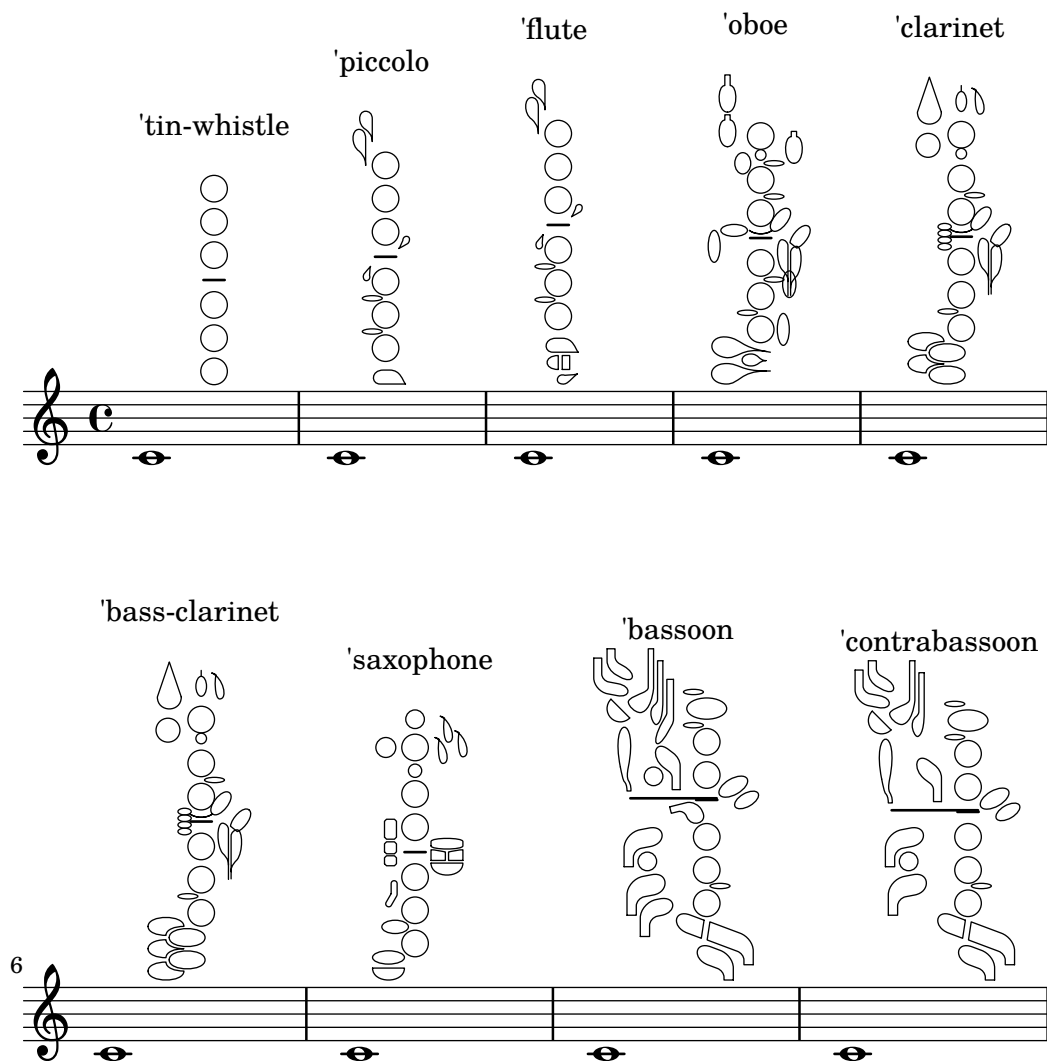 'tin-whistle
'piccolo
'flute
'oboe
'clarinet
'bass-clarinet
'saxophone
'bassoon
'contrabassoon
6